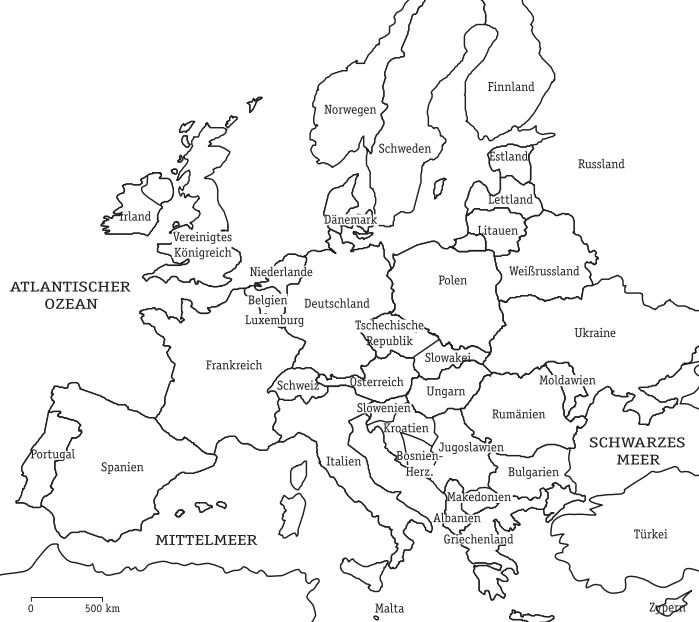 Finnland
Norwegen
Schweden
Estland
Russland
Lettland
Irland
Dänemark
Litauen
Vereinigtes
Königreich
Niederlande
Weißrussland
Polen
ATLANTISCHER
OZEAN
Belgien
Deutschland
Luxemburg
Tschechische
Republik
Ukraine
Slowakei
Frankreich
Schweiz
Österreich
Moldawien
Ungarn
Slowenien
Rumänien
Kroatien
SCHWARZES
MEER
Jugoslawien
Portugal
Spanien
Italien
Bosnien-
Herz.
Bulgarien
Makedonien
Albanien
MITTELMEER
Griechenland
Türkei
0 500 km
Malta
Zypern